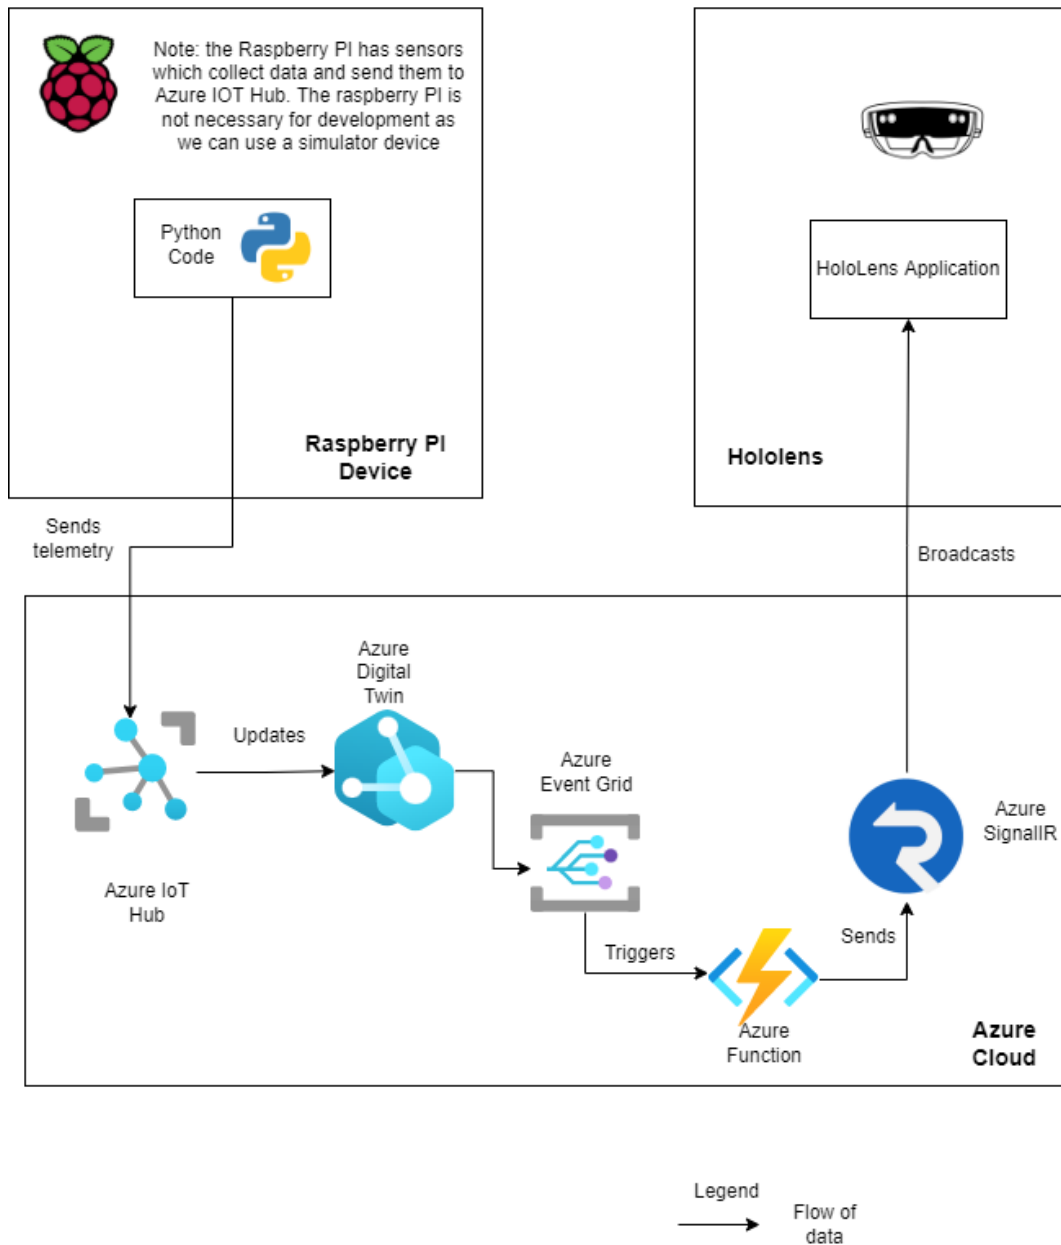 Note: the Raspberry PI has sensors
which collect data and send them to
Azure IOT Hub. The raspberry PI is
not necessary for development as
we can use a simulator device
Python
Code
Raspberry PI
Device
HoloLens Application
Hololens
Sends
telemetry
Broadcasts
Azure
Digital
Twin
Updates
Azure
Event Grid
Azure
SignalIR
Azure IoT
Hub
Triggers
Sends
Azure
Function
Azure
Cloud
Legend
Flow of
data